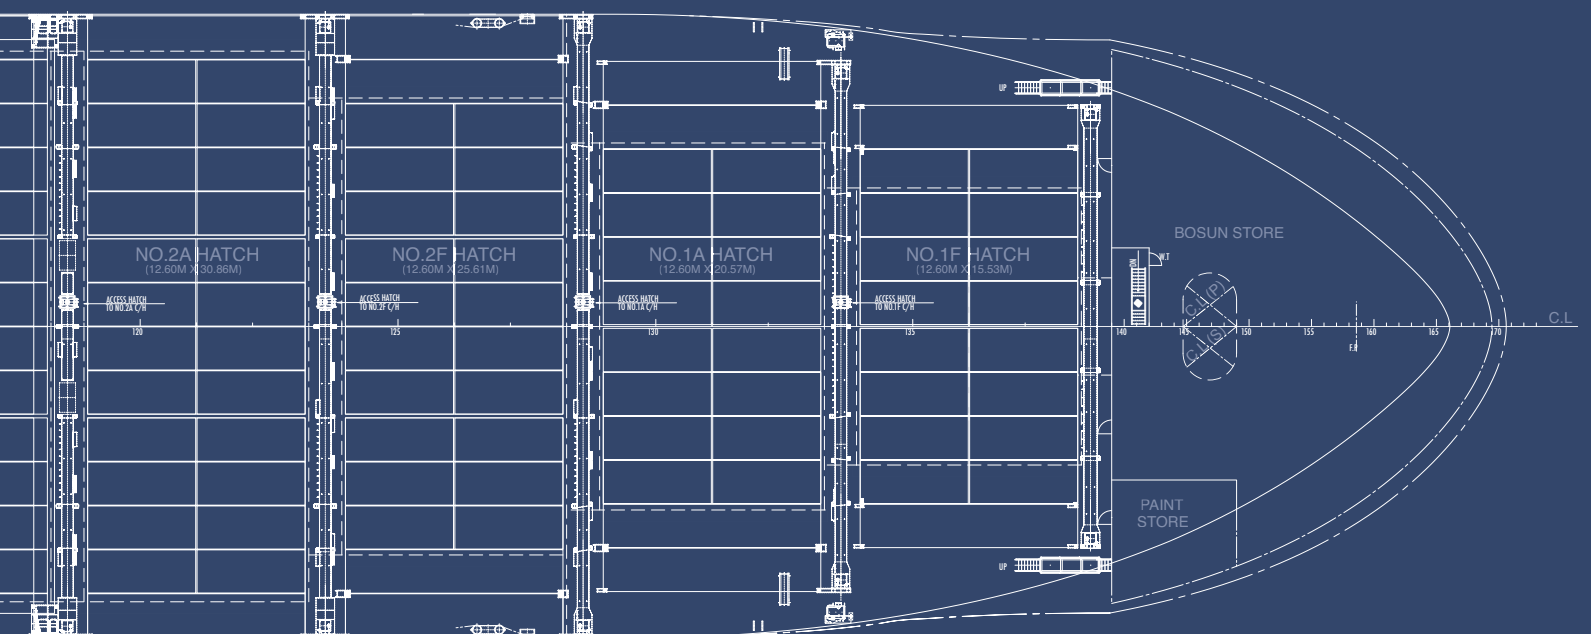 UP
BOSUN STORE
NO.2A HATCH
(12.60M X 30.86M)
NO.2F HATCH
(12.60M X 25.61M)
NO.1A HATCH
(12.60M X 20.57M)
NO.1F HATCH
(12.60M X 15.53M)
DN
W.T
C.L(P)
ACCESS HATCH
TO NO.2A C/H
ACCESS HATCH
TO NO.2F C/H
ACCESS HATCH
TO NO.1A C/H
ACCESS HATCH
TO NO.1F C/H
C.L
120
125
130
135
140
145
150
155
160
165
170
C.L(S)
F.P
PAINT
STORE
UP